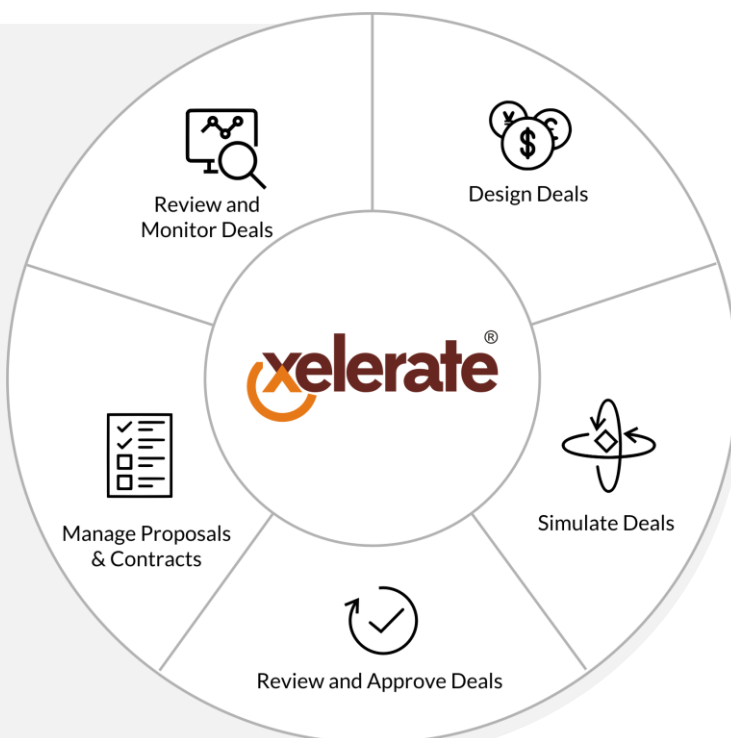 Review and
Monitor Deals
Design Deals
¥
$
£
xelerate®
Manage Proposals
& Contracts
Simulate Deals
Review and Approve Deals